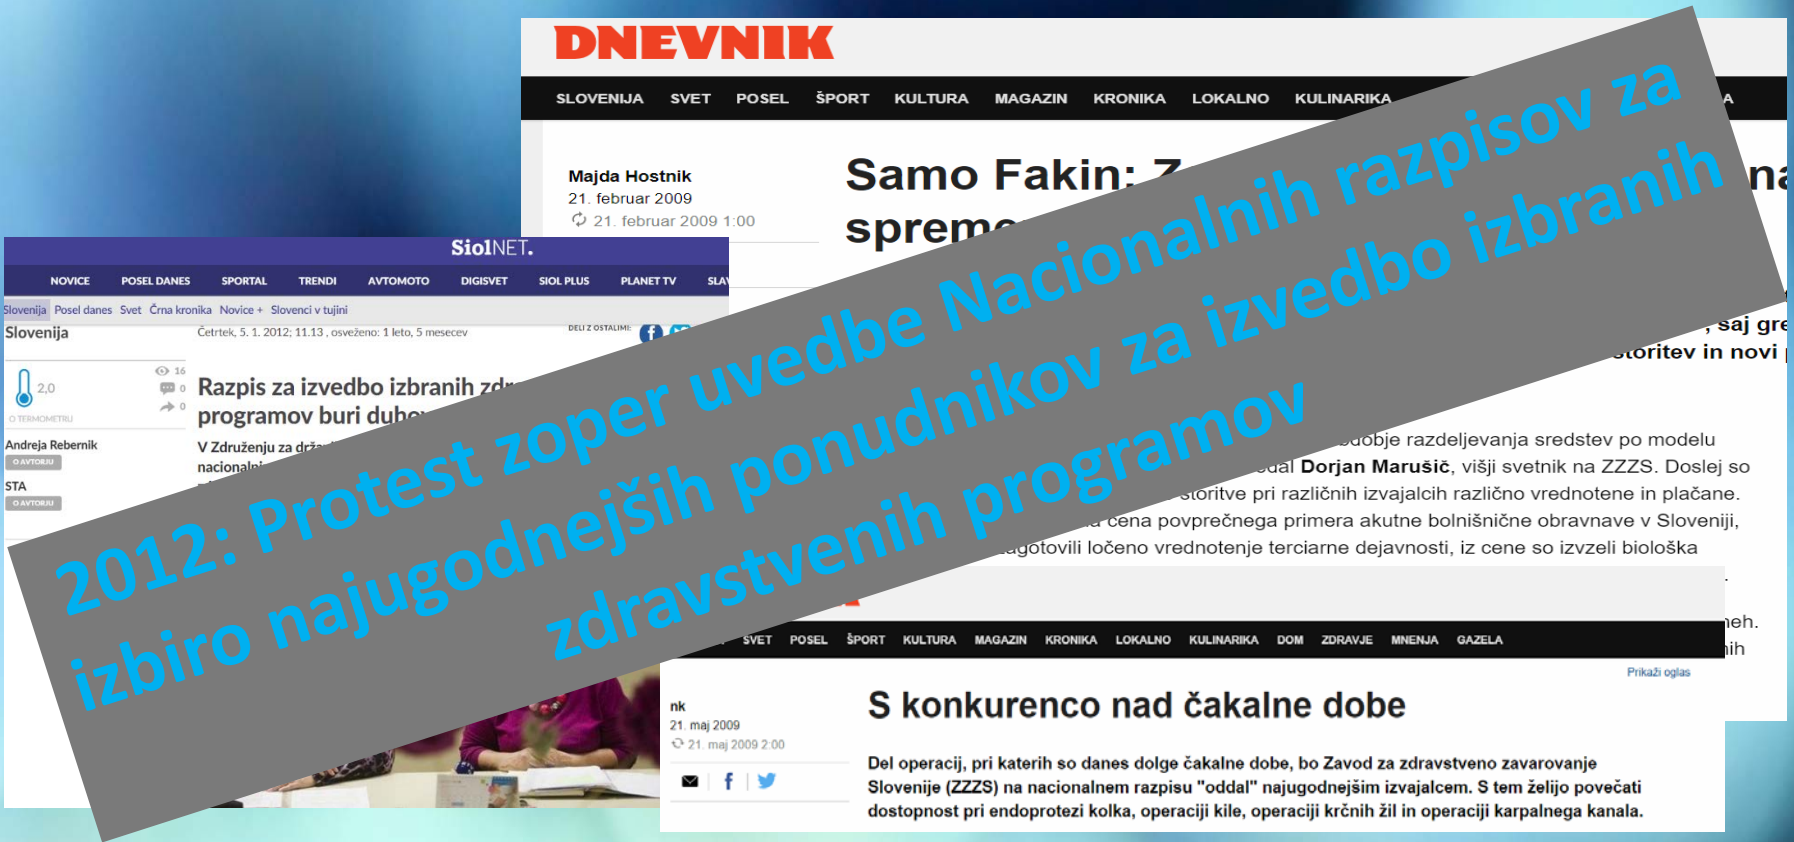 DNEVNIK
SLOVENIJA SVET POSEL ŠPORT KULTURA MAGAZIN KRONIKA LOKALNO KULINARIKA
Majda Hostnik
21. februar 2009
21. februar 2009 1:00
Samo Fakin:
, saj gre
storitev in novi
razdeljevanja sredstev po modelu
Dorjan Marušič, višji svetnik na ZZZS. Doslej so
storitve pri različnih izvajalcih različno vrednotene in plačane.
cena povprečnega primera akutne bolnišnične obravnave v Sloveniji,
zagotovili ločeno vrednotenje terciarne dejavnosti, iz cene so izvzeli biološka
SiolNET.
NOVICE POSEL DANES SPORTAL TRENDI AVTOMOTO DIGISVET SIOL PLUS PLANET TV
Slovenija Posel danes Svet Črna kronika Novice + Slovenci v tujini
Slovenija
Četrtek, 5. 1. 2012; 11.13 , osveženo: 1 leto, 5 mesecev
DELI Z OSTALIMI:
16
2,0
0
0
O TERMOMETRU
Razpis za izvedbo izbranih
programov buri
Andreja Rebernik
O AVTORJU
STA
O AVTORJU
V Združenju za
2012: Protest zoper uvedbe Nacionalnih razpisov za
izbiro najugodnejših ponudnikov za izvedbo izbranih
zdravstvenih programov
SVET POSEL ŠPORT KULTURA MAGAZIN KRONIKA LOKALNO KULINARIKA DOM ZDRAVJE MNENJA GAZELA
Prikaži oglas
nk
21. maj 2009
21. maj 2009 2:00
S konkurenco nad čakalne dobe
Del operacij, pri katerih so danes dolge čakalne dobe, bo Zavod za zdravstveno zavarovanje
Slovenije (ZZZS) na nacionalnem razpisu "oddal" najugodnejšim izvajalcem. S tem želijo povečati
dostopnost pri endoprotezi kolka, operaciji kile, operaciji krčnih žil in operaciji karpalnega kanala.